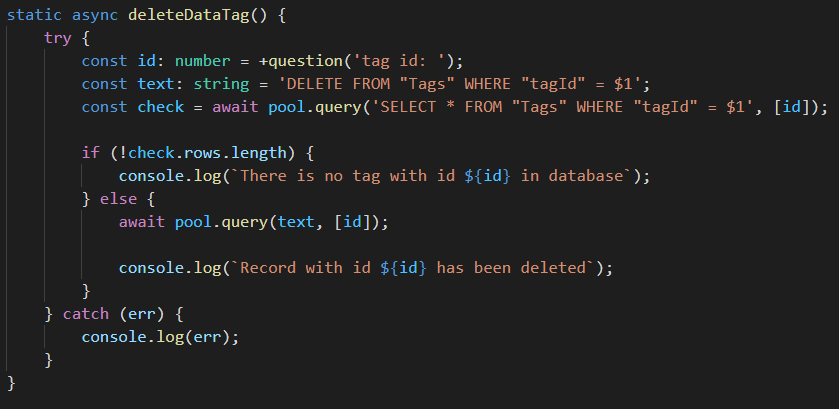 static async deleteDataTag() {
    try {
        const id: number = +question('tag id: ');
        const text: string = 'DELETE FROM "Tags" WHERE "tagId" = $1';
        const check = await pool.query('SELECT * FROM "Tags" WHERE "tagId" = $1', [id]);

        if (!check.rows.length) {
            console.log(`There is no tag with id ${id} in database`);
        } else {
            await pool.query(text, [id]);

            console.log(`Record with id ${id} has been deleted`);
        }
    } catch (err) {
        console.log(err);
    }
}